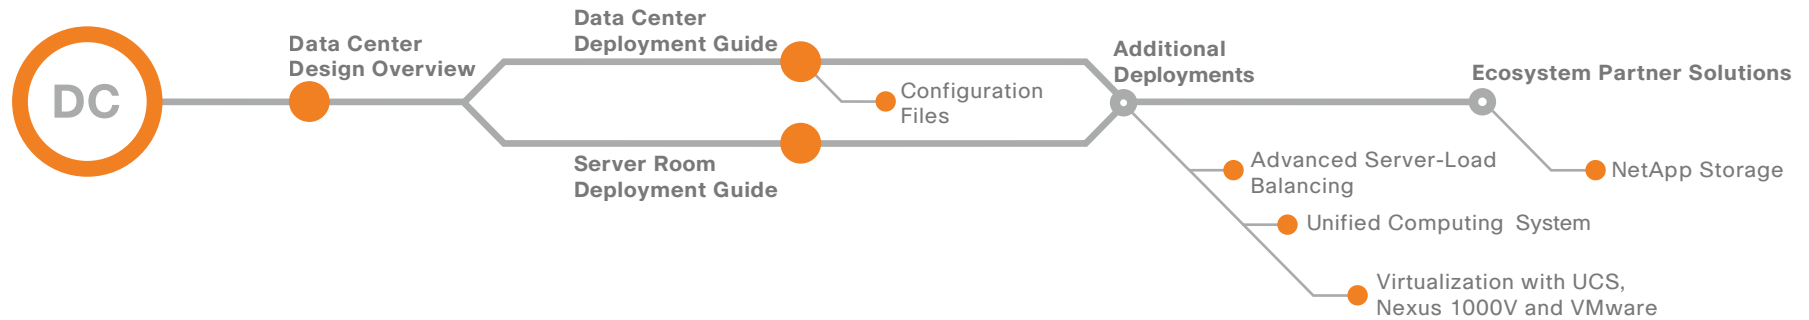 DC
Data Center
Design Overview
Data Center
Deployment Guide
Configuration
Files
Server Room
Deployment Guide
Additional
Deployments
Advanced Server-Load
Balancing
Unified Computing System
Virtualization with UCS,
Nexus 1000V and VMware
Ecosystem Partner Solutions
NetApp Storage